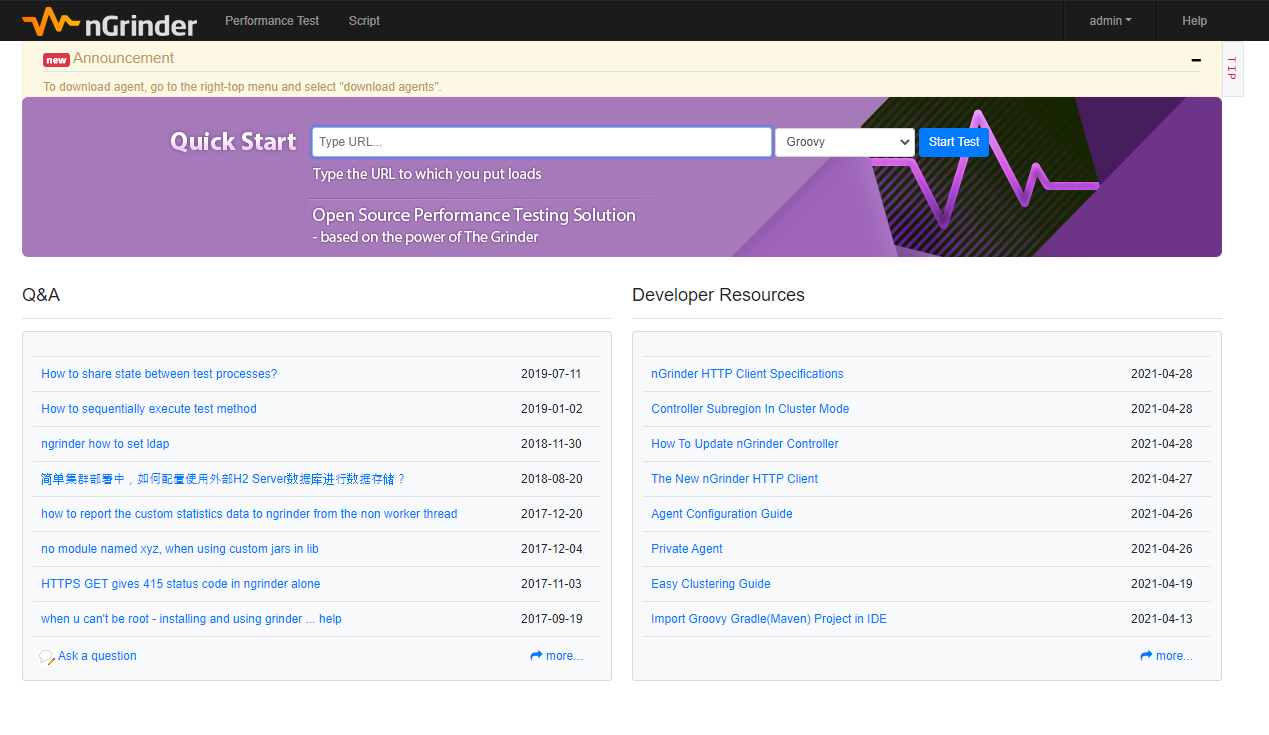 nGrinder
Performance Test
Script
admin
Help
new Announcement
To download agent, go to the right-top menu and select "download agents".
TIP
Quick Start
Type URL...
Groovy
Start Test
Type the URL to which you put loads
Open Source Performance Testing Solution
- based on the power of The Grinder
Q&A
How to share state between test processes? 2019-07-11
How to sequentially execute test method 2019-01-02
ngrinder how to set ldap 2018-11-30
简单集群部署中，如何配置使用外部H2 Server数据库进行数据存储？ 2018-08-20
how to report the custom statistics data to ngrinder from the non worker thread 2017-12-20
no module named xyz, when using custom jars in lib 2017-12-04
HTTPS GET gives 415 status code in ngrinder alone 2017-11-03
when u can't be root - installing and using grinder ... help 2017-09-19
Ask a question more...
Developer Resources
nGrinder HTTP Client Specifications 2021-04-28
Controller Subregion In Cluster Mode 2021-04-28
How To Update nGrinder Controller 2021-04-28
The New nGrinder HTTP Client 2021-04-27
Agent Configuration Guide 2021-04-26
Private Agent 2021-04-26
Easy Clustering Guide 2021-04-19
Import Groovy Gradle(Maven) Project in IDE 2021-04-13
more...